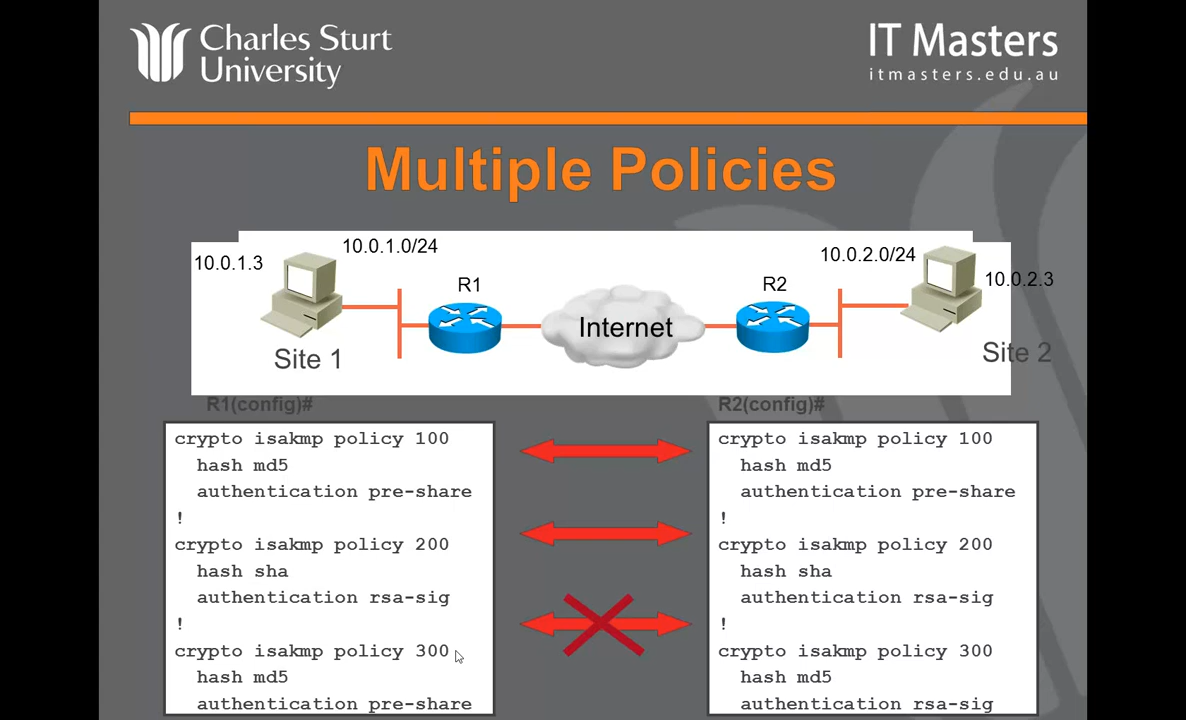 Charles Sturt
University
IT Masters
itmasters.edu.au
Multiple Policies
10.0.1.3
10.0.1.0/24
R1
Internet
R2
10.0.2.0/24
10.0.2.3
Site 1
Site 2
R1(config)#
crypto isakmp policy 100
hash md5
authentication pre-share
!
crypto isakmp policy 200
hash sha
authentication rsa-sig
!
crypto isakmp policy 300
hash md5
authentication pre-share
R2(config)#
crypto isakmp policy 100
hash md5
authentication pre-share
!
crypto isakmp policy 200
hash sha
authentication rsa-sig
!
crypto isakmp policy 300
hash md5
authentication rsa-sig